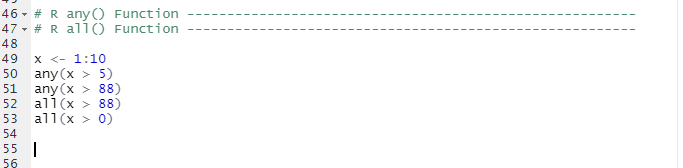 46 # R any() Function --------------------------------------------------------
47 # R all() Function --------------------------------------------------------
48
49 x <- 1:10
50 any(x > 5)
51 any(x > 88)
52 all(x > 88)
53 all(x > 0)
54
55
56